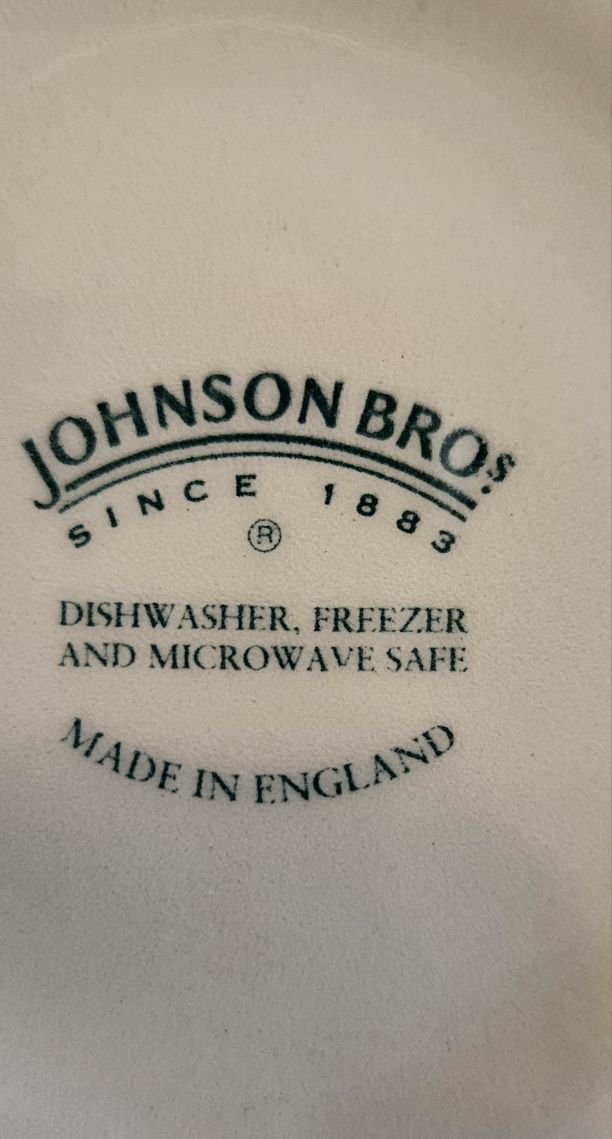 JOHNSON BROS.
SINCE 1883
®
DISHWASHER, FREEZER
AND MICROWAVE SAFE
MADE IN ENGLAND